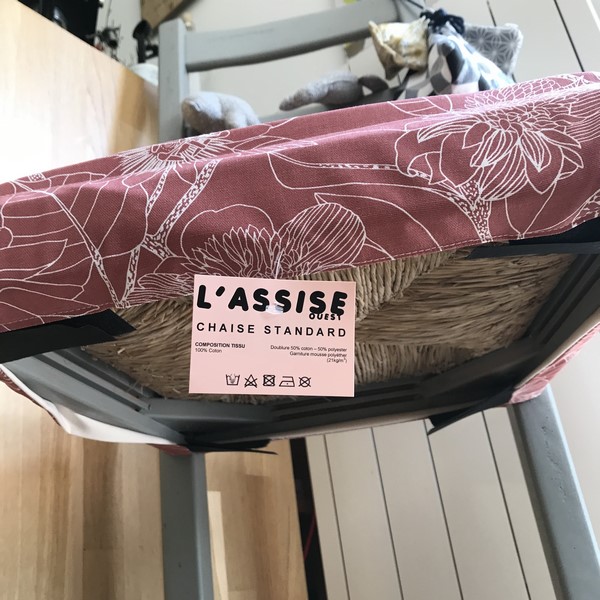 L'ASSISE
OUEST
CHAISE STANDARD
COMPOSITION TISSU
100% Coton
Doublure 50% coton – 50% polyester
Garniture mousse polyéther
(21kg/m³)